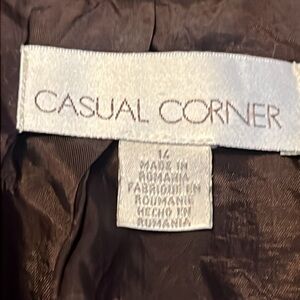 CASUAL CORNER
14
MADE IN
ROMANIA
FABRIQUE EN
ROUMANIE
HECHO EN
RUMANIA